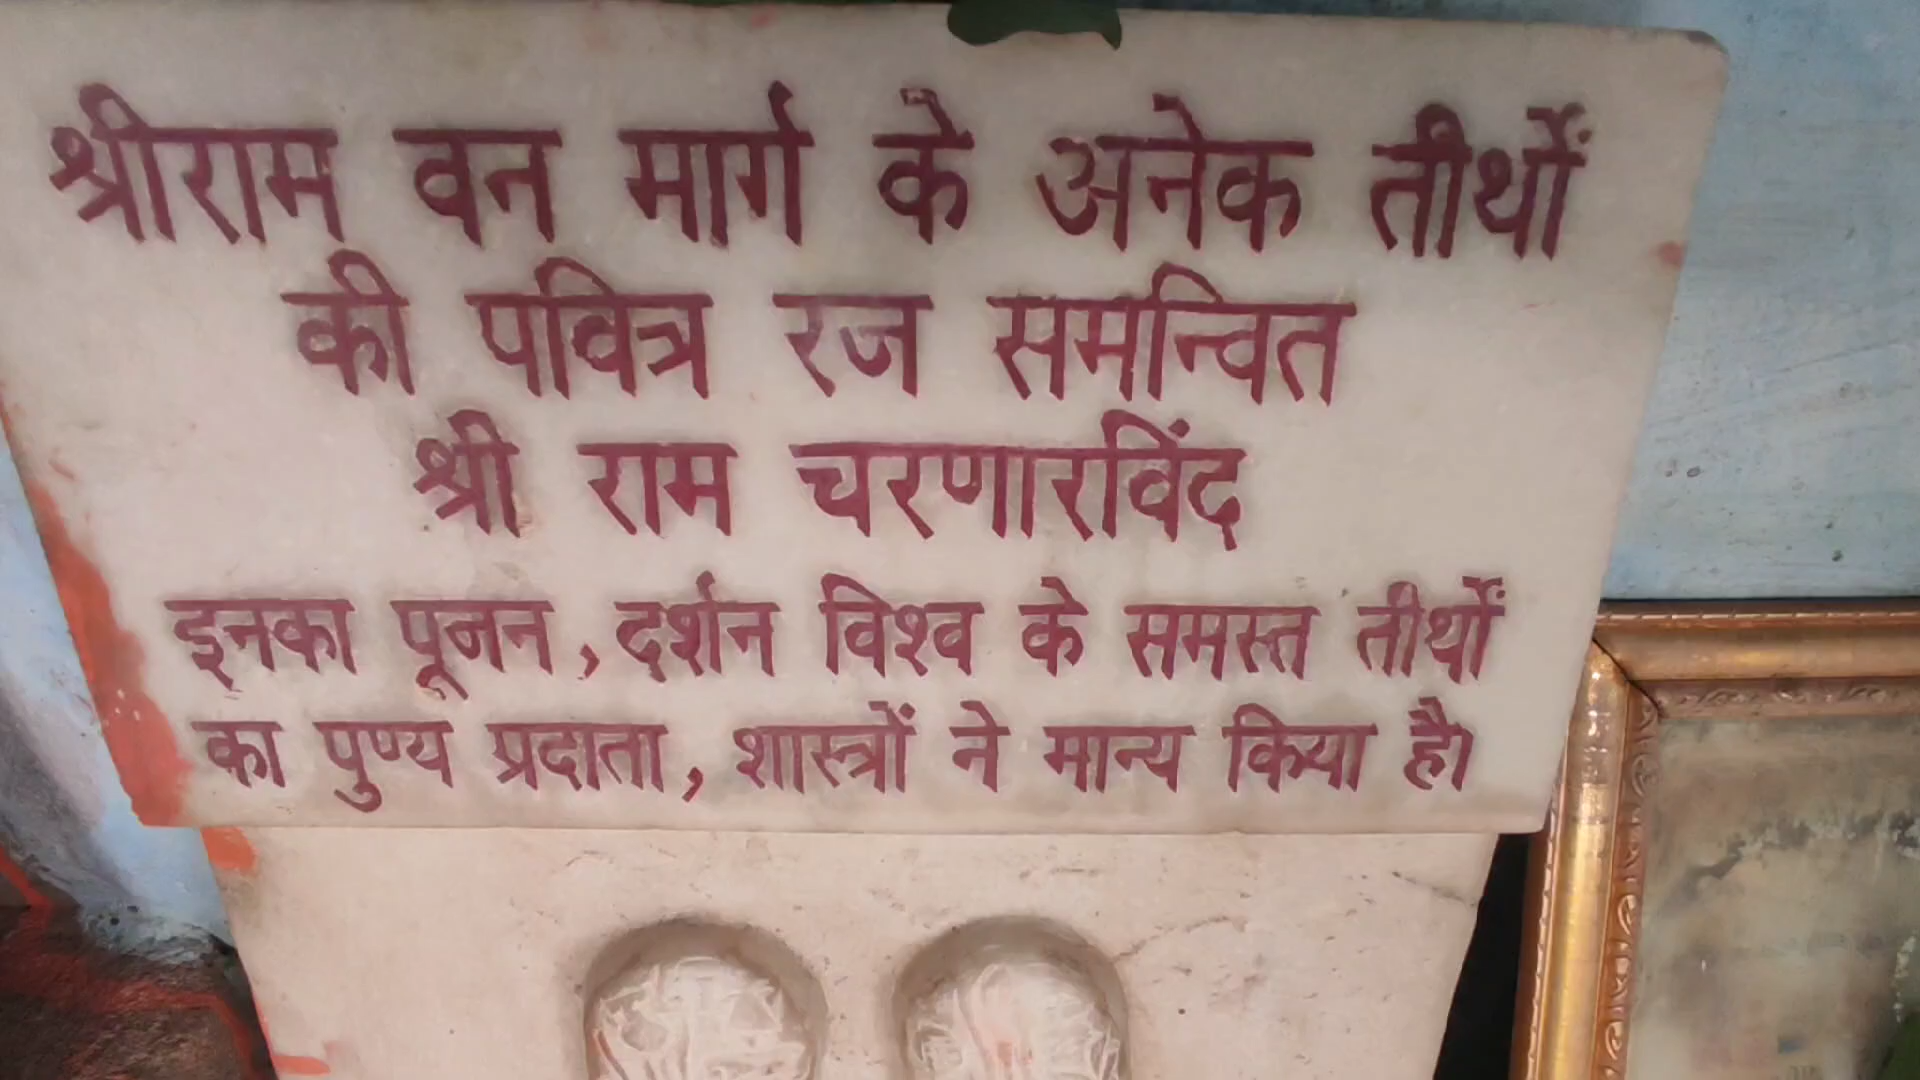 श्रीराम वन मार्ग के अनेक तीर्थों
की पवित्र रज समन्वित
श्री राम चरणारविंद
इनका पूजन, दर्शन विश्व के समस्त तीर्थों
का पुण्य प्रदाता, शास्त्रों ने मान्य किया है।